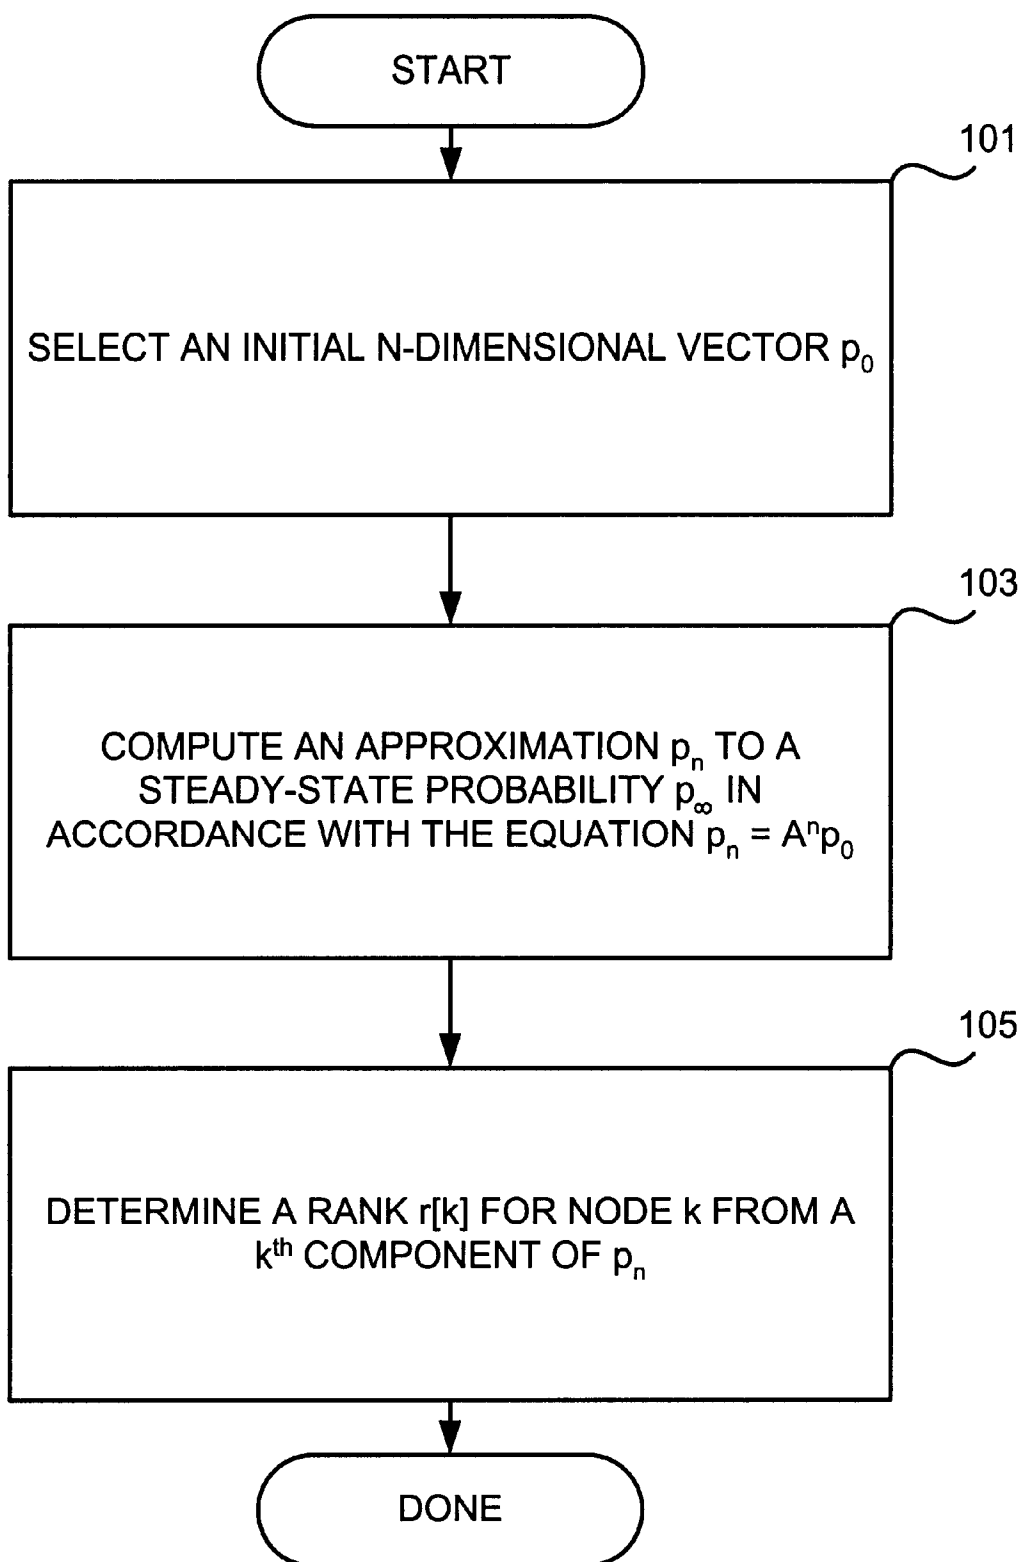 START
101
SELECT AN INITIAL N-DIMENSIONAL VECTOR p₀
103
COMPUTE AN APPROXIMATION pₙ TO A
STEADY-STATE PROBABILITY p∞ IN
ACCORDANCE WITH THE EQUATION pₙ = Aⁿp₀
105
DETERMINE A RANK r[k] FOR NODE k FROM A
kᵗʰ COMPONENT OF pₙ
DONE